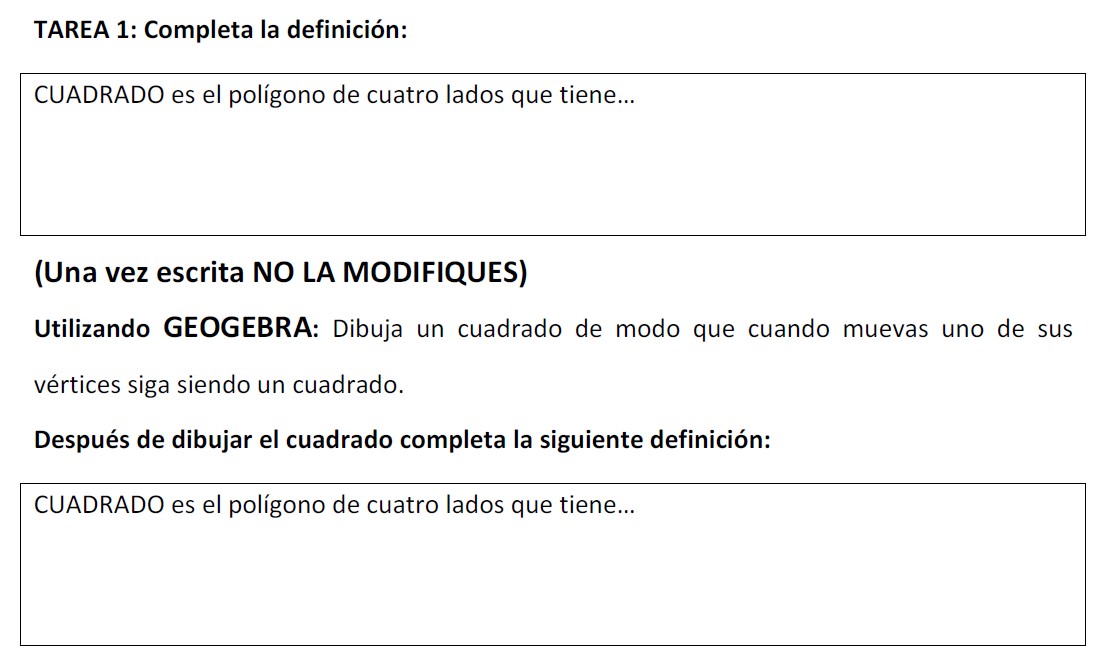 TAREA 1: Completa la definición:
CUADRADO es el polígono de cuatro lados que tiene…
(Una vez escrita NO LA MODIFIQUES)
Utilizando GEOGEBRA: Dibuja un cuadrado de modo que cuando muevas uno de sus
vértices siga siendo un cuadrado.
Después de dibujar el cuadrado completa la siguiente definición:
CUADRADO es el polígono de cuatro lados que tiene…